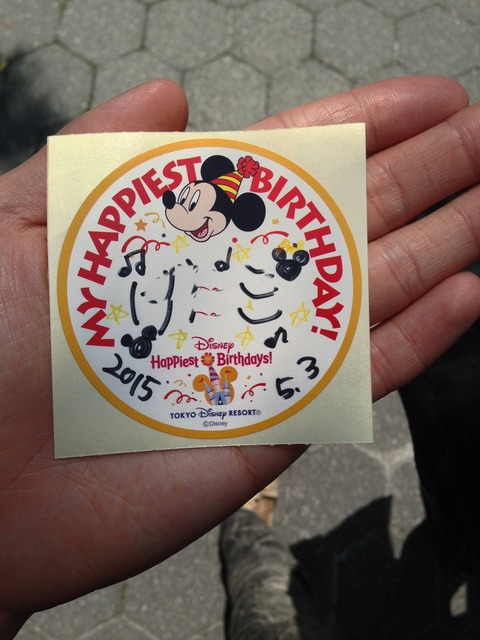 MY HAPPIEST BIRTHDAY!
Disney
Happiest Birthdays!
2015
5.3
TOKYO Disney RESORT®
©Disney